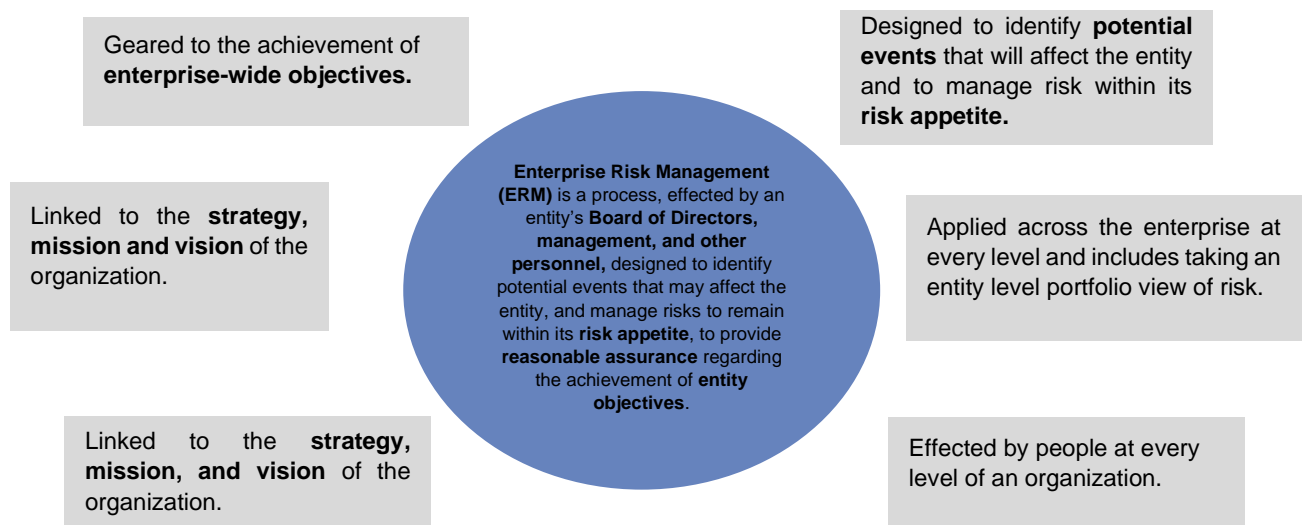 Geared to the achievement of
enterprise-wide objectives.
Designed to identify potential
events that will affect the entity
and to manage risk within its
risk appetite.
Linked to the strategy,
mission and vision of the
organization.
Enterprise Risk Management
(ERM) is a process, effected by an
entity’s Board of Directors,
management, and other
personnel, designed to identify
potential events that may affect the
entity, and manage risks to remain
within its risk appetite, to provide
reasonable assurance regarding
the achievement of entity
objectives.
Applied across the enterprise at
every level and includes taking an
entity level portfolio view of risk.
Linked to the strategy,
mission, and vision of the
organization.
Effected by people at every
level of an organization.